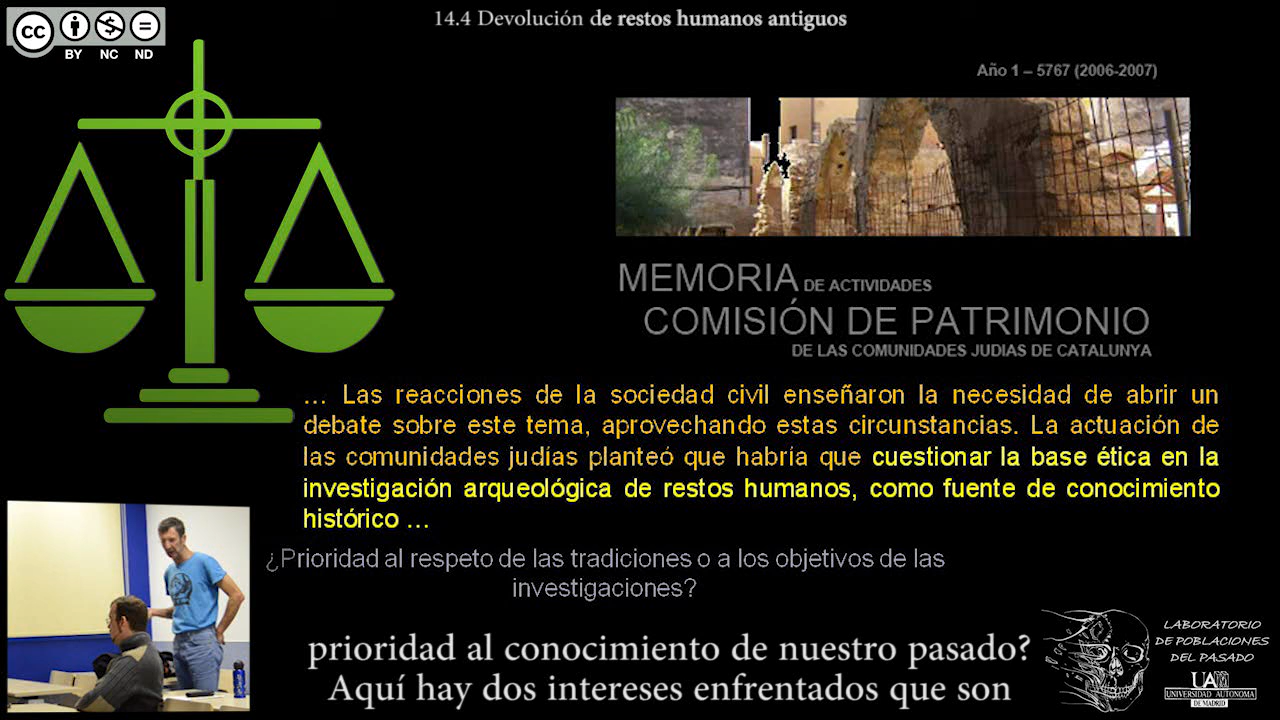 14.4 Devolución de restos humanos antiguos
cc
BY NC ND
Año 1 – 5767 (2006-2007)
MEMORIA DE ACTIVIDADES
COMISIÓN DE PATRIMONIO
DE LAS COMUNIDADES JUDIAS DE CATALUNYA
… Las reacciones de la sociedad civil enseñaron la necesidad de abrir un
debate sobre este tema, aprovechando estas circunstancias. La actuación de
las comunidades judías planteó que habría que cuestionar la base ética en la
investigación arqueológica de restos humanos, como fuente de conocimiento
histórico …
¿Prioridad al respeto de las tradiciones o a los objetivos de las
investigaciones?
prioridad al conocimiento de nuestro pasado?
Aquí hay dos intereses enfrentados que son
LABORATORIO
DE POBLACIONES
DEL PASADO
UAM
UNIVERSIDAD AUTONOMA
DE MADRID